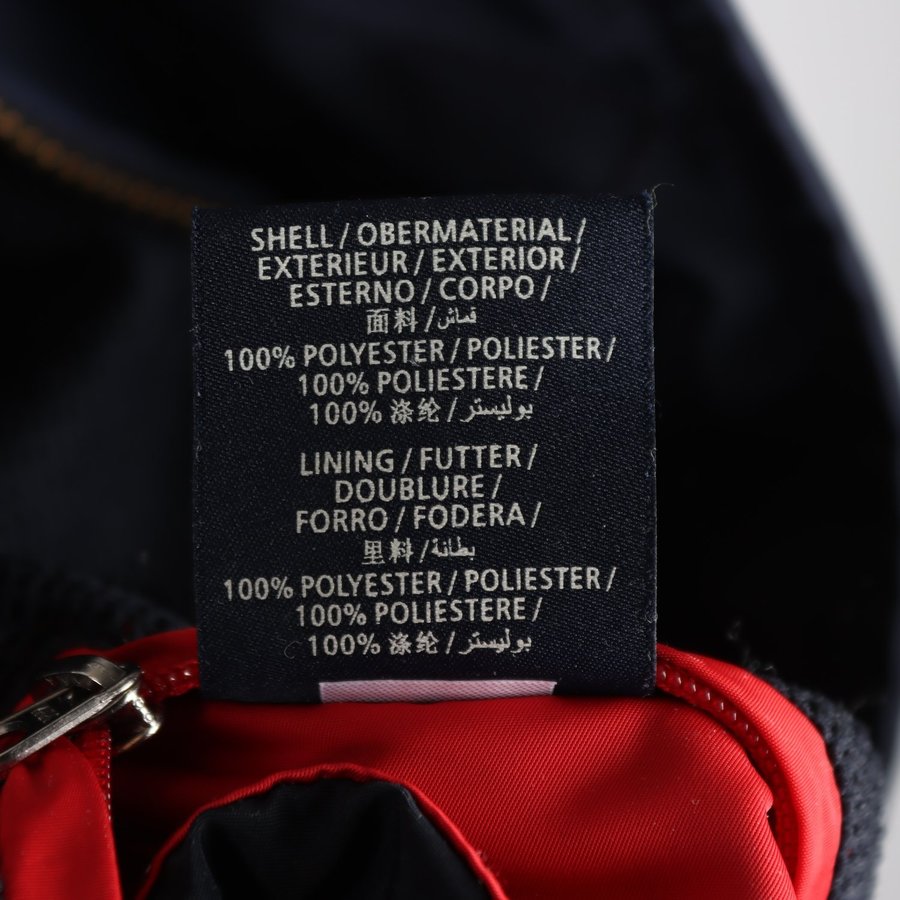 SHELL / OBERMATERIAL /
EXTERIEUR / EXTERIOR /
ESTERNO / CORPO /
面料 / قماش /
100% POLYESTER / POLIESTER /
100% POLIESTERE /
100% 涤纶 / بوليستر
LINING / FUTTER /
DOUBLURE /
FORRO / FODERA /
里料 / بطانة /
100% POLYESTER / POLIESTER /
100% POLIESTERE /
100% 涤纶 / بوليستر